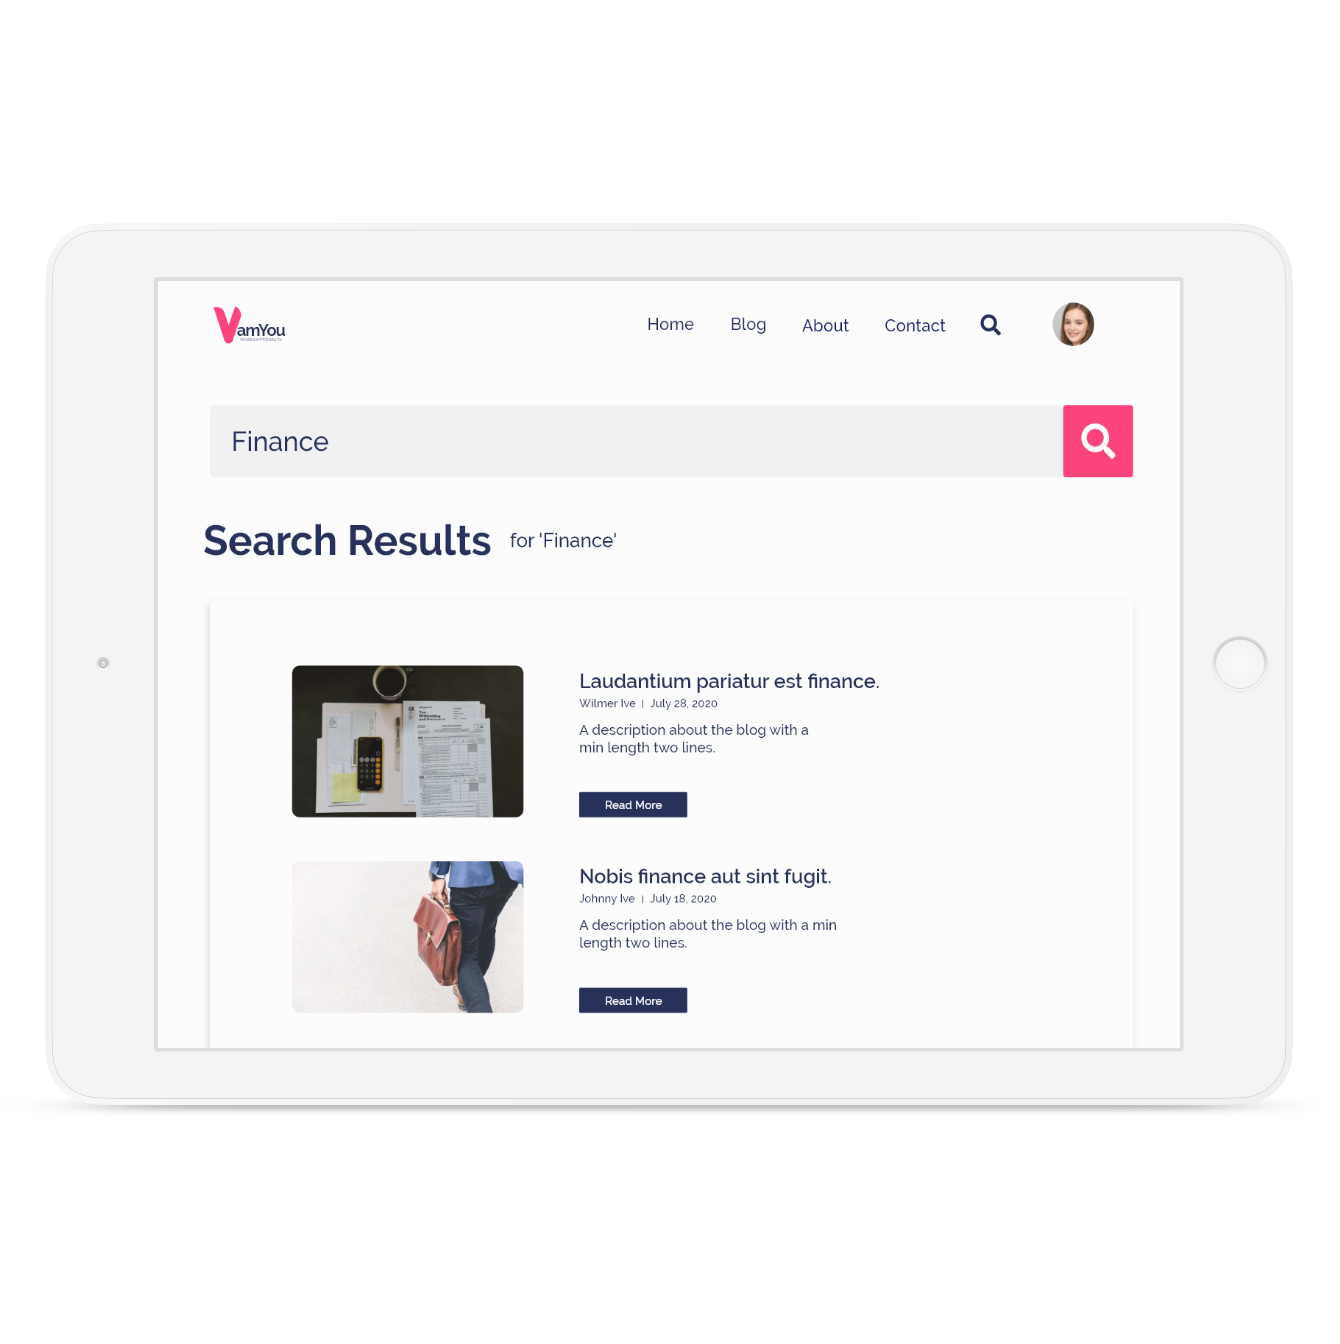 VamYou
Home Blog About Contact
Finance
Search Results for 'Finance'
Laudantium pariatur est finance.
Wilmer Ive | July 28, 2020
A description about the blog with a
min length two lines.
Read More
Nobis finance aut sint fugit.
Johnny Ive | July 18, 2020
A description about the blog with a min
length two lines.
Read More